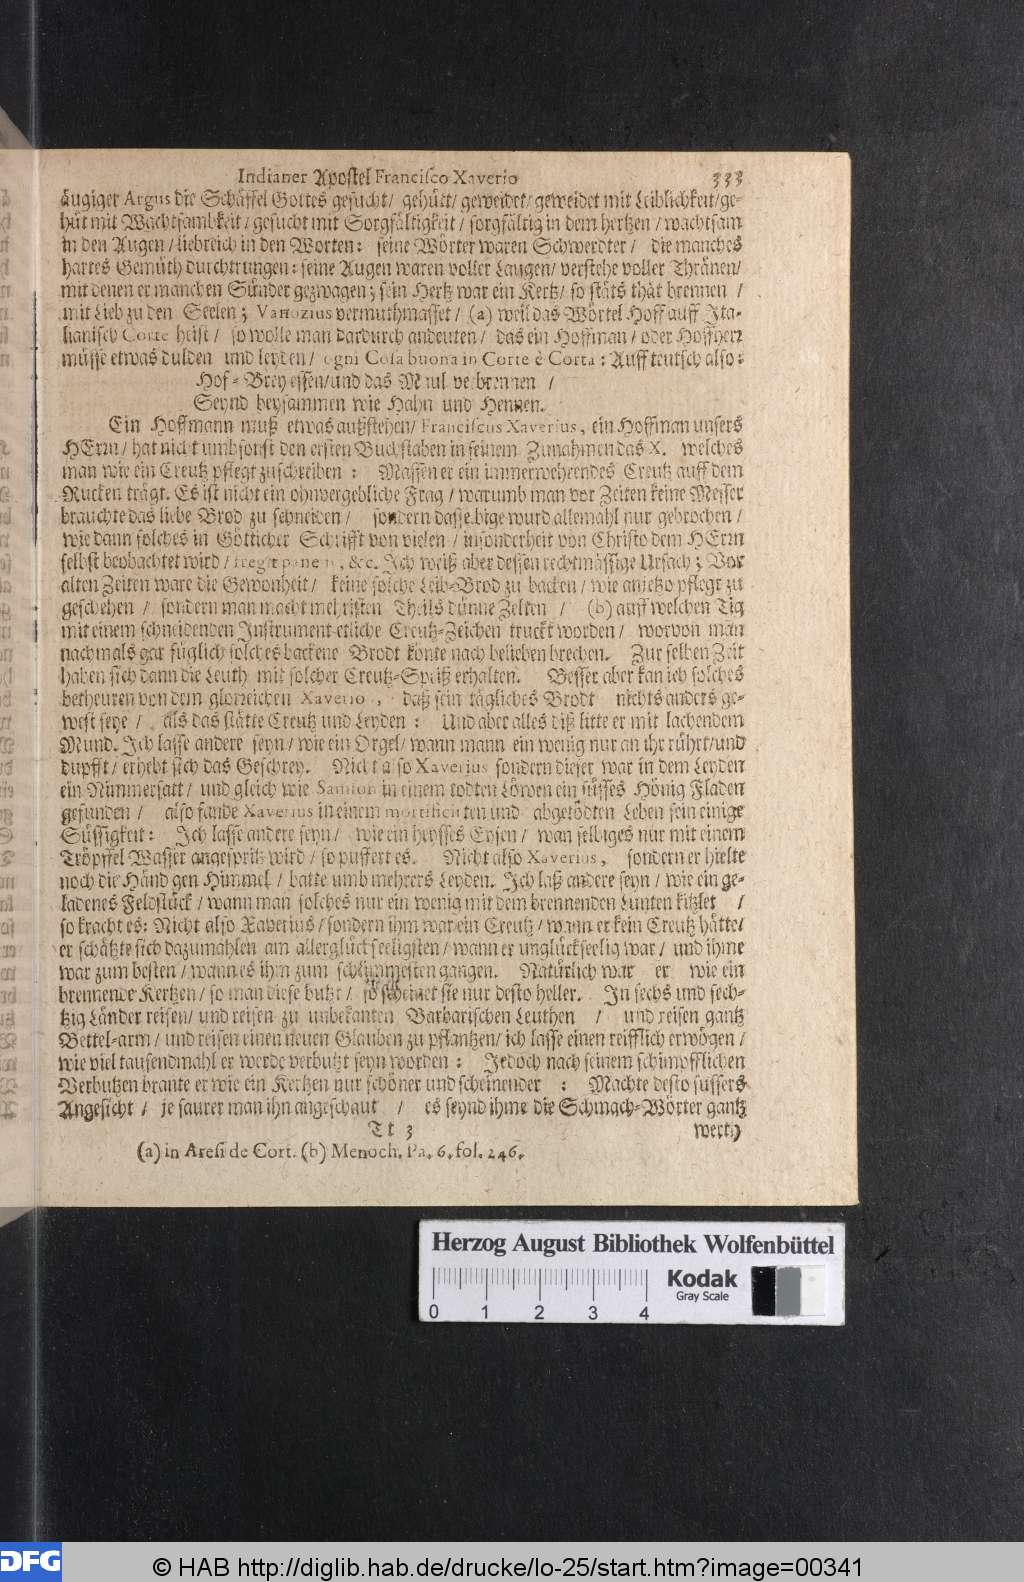 Indianer Apostel Francisco Xaverio 333
äugiger Argus die Schäffel Gottes gesucht/ gehütt/ geweidet/ geweidet mit Leiblichkeit/ ge-
hüt mit Wachtsambkeit/ gesucht mit Sorgfältigkeit/ sorgfältig in dem hertzen/ wachtsam
in den Augen/ liebreich in den Worten: seine Wörter waren Schwerdter/ die manches
hartes Gemüth durchtrungen: seine Augen waren voller Laugen/ verstehe voller Thränen/
mit denen er manchen Sünder gezwagen; sein Hertz war ein Kertz/ so stäts thät brennen /
mit Lieb zu den Seelen; Varrozius vermuthmasset/ (a) weil das Wörtel Hoff auff Ita-
liänisch Corte heist/ so wolle man dardurch andeuten/ das ein Hoffman/ oder Hoffherr
müsse etwas dulden und leyden/ ogni Cosa buona in Corte è Corta: Auff teutsch also:
Hof-Brey essen/ und das Maul verbrennen /
Seynd beysammen wie Hahn und Hennen.
Ein Hoffmann muß etwas außstehen/ Franciscus Xaverius, ein Hoffman unsers
HErrn/ hat nicht umbsonst den ersten Buchstaben in seinem Zunahmen das X. welches
man wie ein Creutz pflegt zuschreiben: Massen er ein immerwehrendes Creutz auff dem
Rucken trägt. Es ist nicht ein ohnvergebliche Frag/ warumb man vor Zeiten keine Messer
brauchte das liebe Brod zu schneiden/ sondern dasselbige wurd allemahl nur gebrochen/
wie dann solches in Götticher Schrifft von vielen/ insonderheit von Christo dem HErrn
selbst beobachtet wird/ fregit panem, &c. Ich weiß aber dessen rechtmässige Ursach; Vor
alten Zeiten ware die Gewonheit/ keine solche Leib-Brod zu backen/ wie anjetzo pflegt zu
geschehen / sondern man macht mehristen Theils dünne Zelten / (b) auff welchen Tig
mit einem schneidenden Instrument etliche Creutz-Zeichen truckt worden/ worvon man
nachmals gar füglich solches backene Brodt konte nach belieben brechen. Zur selben Zeit
haben sich dann die Leuth mit solcher Creutz-Speiß erhalten. Besser aber kan ich solches
betheuren von dem glorreichen Xaverio, daß sein tägliches Brodt nichts anders ge-
west seye/ als das stätte Creutz und Leyden: Und aber alles diß litte er mit lachendem
Mund. Ich lasse andere seyn/ wie ein Orgel/ wann mann ein wenig nur an ihr rührt/ und
dupfft/ erhebt sich das Geschrey. Nicht also Xaverius sondern dieser war in dem Leyden
ein Nimmersatt/ und gleich wie Samson in einem todten Löwen ein süsses Hönig Fladen
gefunden / also fande Xaverius in einem mortificirten und abgetödten Leben sein einige
Süssigkeit: Ich lasse andere seyn/ wie ein heysses Eysen/ wan selbiges nur mit einem
Tröpffel Wasser angespritz wird/ so puffert es. Nicht also Xaverius, sondern er hielte
noch die Händ gen Himmel/ batte umb mehrers Leyden. Ich laß andere seyn/ wie ein ge-
ladenes Feldstuck/ wann man solches nur ein wenig mit dem brennenden Lunten kitzlet /
so kracht es: Nicht also Xaverius/ sondern ihm war ein Creutz/ wann er kein Creutz hätte/
er schätzte sich dazumahlen am allerglückseeligsten/ wann er unglückseelig war/ und ihme
war zum besten/ wann es ihm zum schlimmesten gangen. Natürlich war er wie ein
brennende Kertzen/ so man diese butzt/ so scheinet sie nur desto heller. In sechs und sech-
tzig Länder reisen/ und reisen zu unbekanten Barbarischen Leuthen / und reisen gantz
Bettel-arm/ und reisen einen neuen Glauben zu pflantzen/ ich lasse einen reifflich erwögen/
wie viel tausendmahl er werde verbutzt seyn worden: Jedoch nach seinem schimpfflichen
Verbutzen brante er wie ein Kertzen nur schöner und scheinender : Machte desto süssers
Angesicht / je saurer man ihn angeschaut / es seynd ihme die Schmach-Wörter gantz
Tt 3 werth
(a) in Aresi de Cort. (b) Menoch. Pa. 6. fol. 246.
Herzog August Bibliothek Wolfenbüttel
Kodak
Gray Scale
0 1 2 3 4
DFG © HAB http://diglib.hab.de/drucke/lo-25/start.htm?image=00341